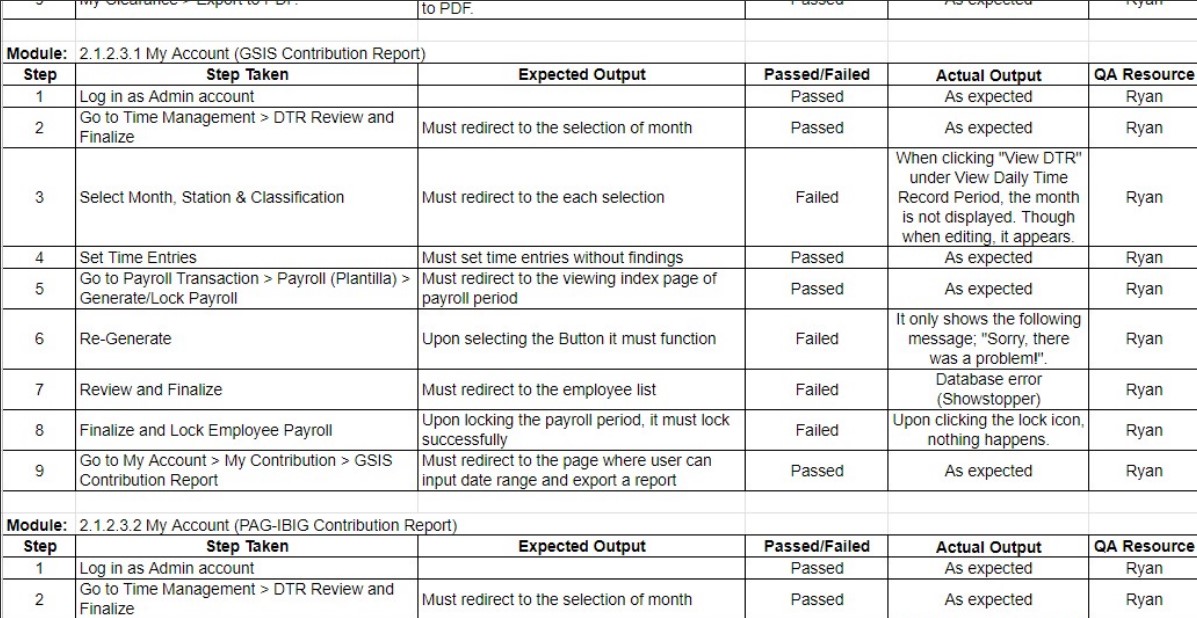 to PDF.
Module: 2.1.2.3.1 My Account (GSIS Contribution Report)
Step Step Taken Expected Output Passed/Failed Actual Output QA Resource
1 Log in as Admin account Passed As expected Ryan
2 Go to Time Management > DTR Review and
Finalize Must redirect to the selection of month Passed As expected Ryan
3 Select Month, Station & Classification Must redirect to the each selection Failed When clicking "View DTR"
under View Daily Time
Record Period, the month
is not displayed. Though
when editing, it appears. Ryan
4 Set Time Entries Must set time entries without findings Passed As expected Ryan
5 Go to Payroll Transaction > Payroll (Plantilla) >
Generate/Lock Payroll Must redirect to the viewing index page of
payroll period Passed As expected Ryan
6 Re-Generate Upon selecting the Button it must function Failed It only shows the following
message; "Sorry, there
was a problem!". Ryan
7 Review and Finalize Must redirect to the employee list Failed Database error
(Showstopper) Ryan
8 Finalize and Lock Employee Payroll Upon locking the payroll period, it must lock
successfully Failed Upon clicking the lock icon,
nothing happens. Ryan
9 Go to My Account > My Contribution > GSIS
Contribution Report Must redirect to the page where user can
input date range and export a report Passed As expected Ryan
Module: 2.1.2.3.2 My Account (PAG-IBIG Contribution Report)
Step Step Taken Expected Output Passed/Failed Actual Output QA Resource
1 Log in as Admin account Passed As expected Ryan
2 Go to Time Management > DTR Review and
Finalize Must redirect to the selection of month Passed As expected Ryan